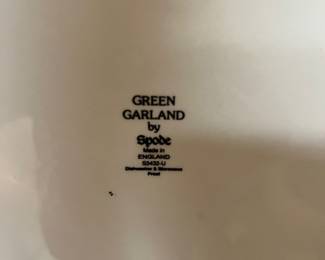 GREEN
GARLAND
by
Spode
Made in
ENGLAND
S3432-U
Dishwasher & Microwave
Proof